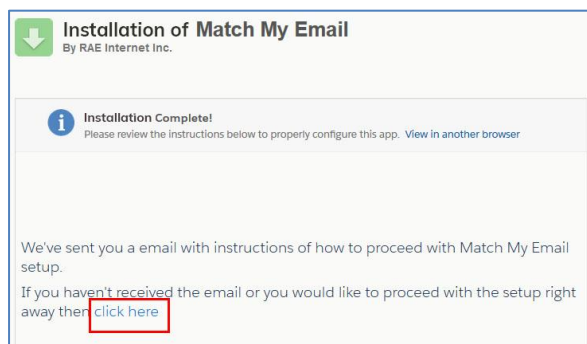 Installation of Match My Email
By RAE Internet Inc.
Installation Complete!
Please review the instructions below to properly configure this app. View in another browser
We've sent you a email with instructions of how to proceed with Match My Email
setup.
If you haven't received the email or you would like to proceed with the setup right
away then click here